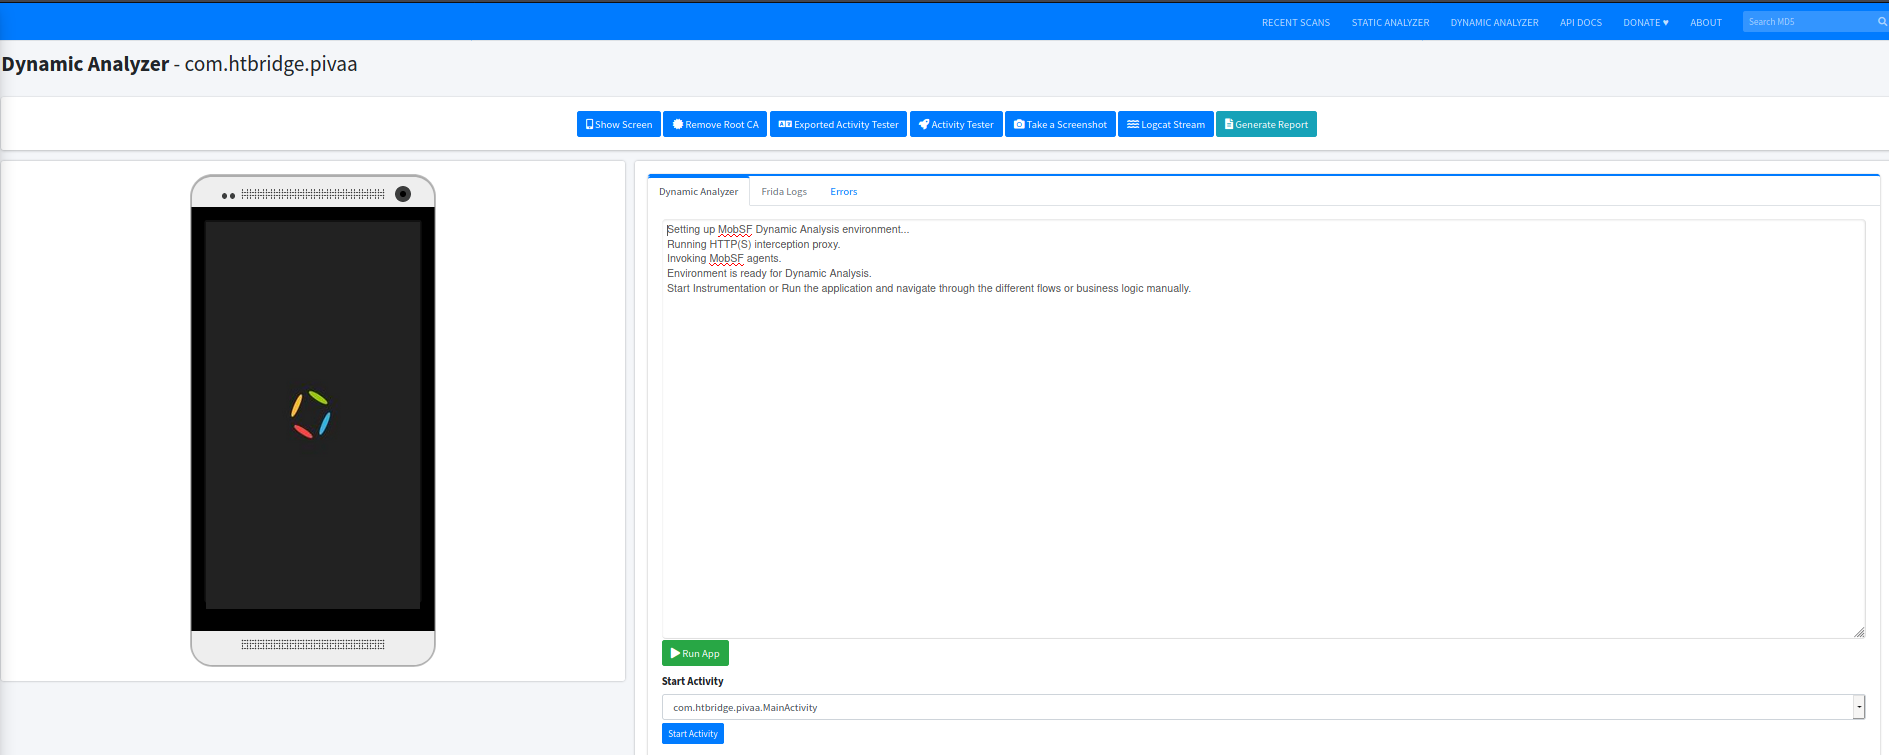 RECENT SCANS STATIC ANALYZER DYNAMIC ANALYZER API DOCS DONATE ♥ ABOUT Search MD5
Dynamic Analyzer - com.htbridge.pivaa
Show Screen Remove Root CA Exported Activity Tester Activity Tester Take a Screenshot Logcat Stream Generate Report
Dynamic Analyzer Frida Logs Errors
Setting up MobSF Dynamic Analysis environment...
Running HTTP(S) interception proxy.
Invoking MobSF agents.
Environment is ready for Dynamic Analysis.
Start Instrumentation or Run the application and navigate through the different flows or business logic manually.
Run App
Start Activity
com.htbridge.pivaa.MainActivity
Start Activity